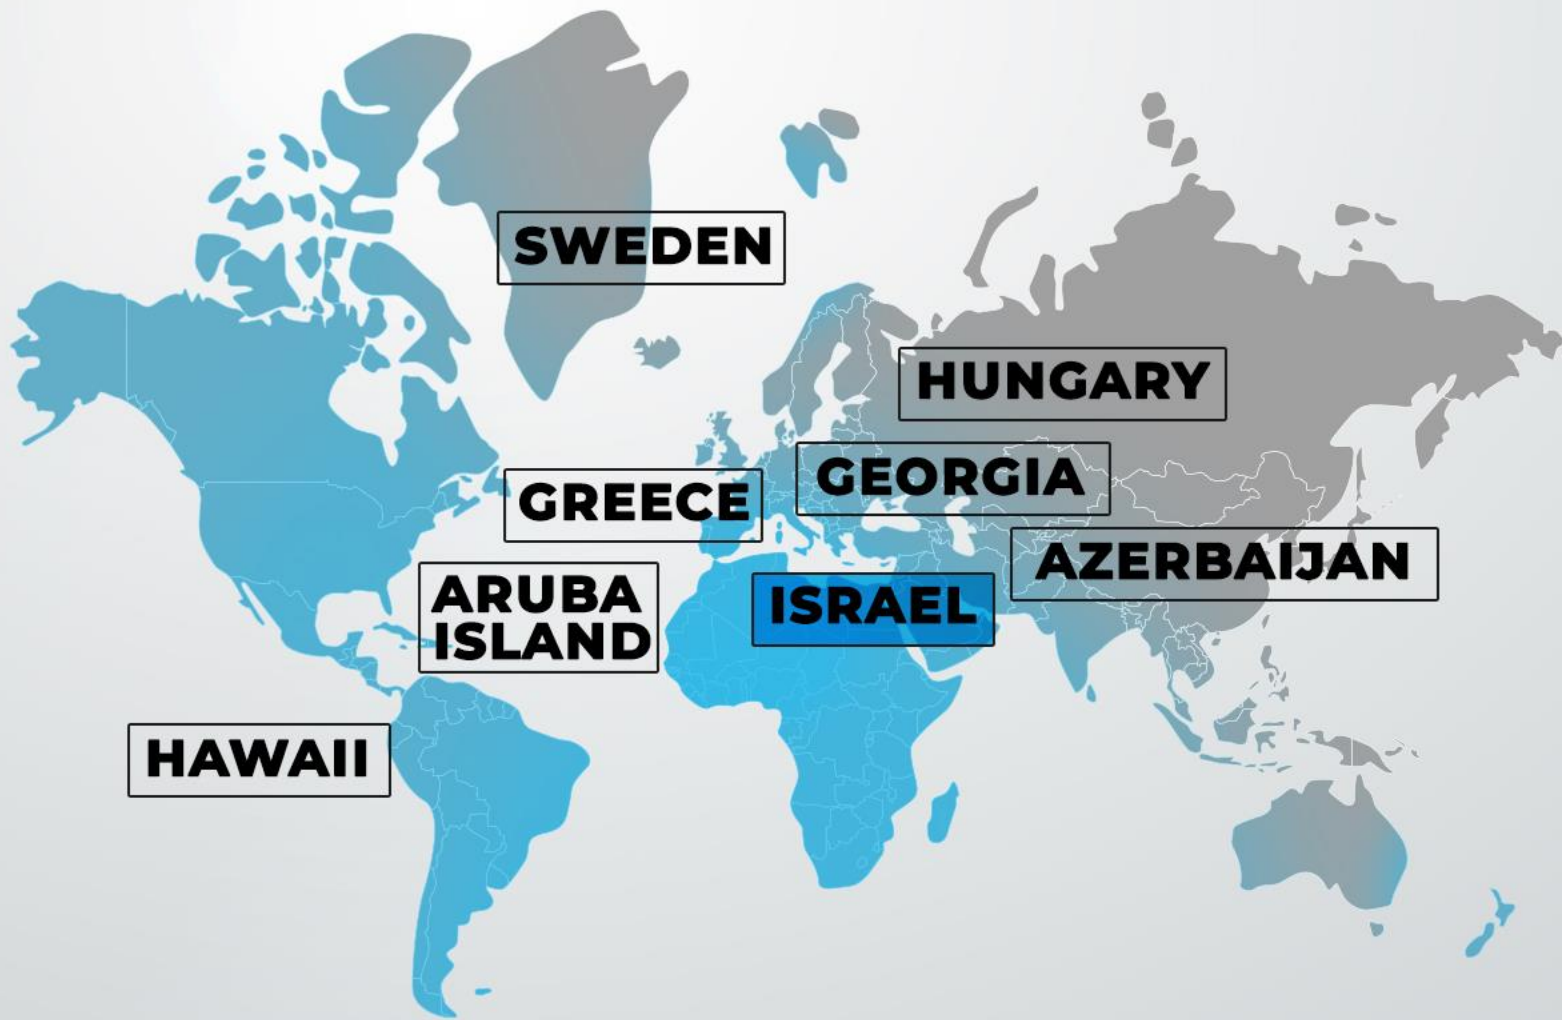 SWEDEN
HUNGARY
GEORGIA
GREECE
AZERBAIJAN
ARUBA
ISLAND
ISRAEL
HAWAII